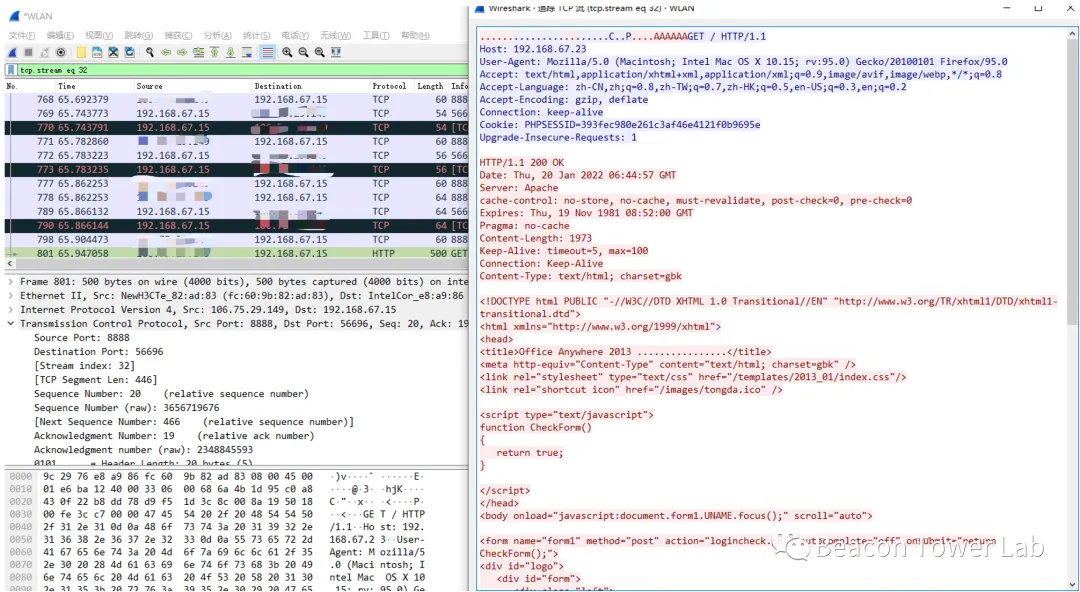 *WLAN
文件(F) 编辑(E) 视图(V) 跳转(G) 捕获(C) 分析(A) 统计(S) 电话(Y) 无线(W) 工具(T) 帮助(H)
tcp.stream eq 32
No. Time Source Destination Protocol Length Info
768 65.692379 192.168.67.15 TCP 60 888
769 65.743773 192.168.67.15 TCP 54 566
770 65.743791 192.168.67.15 TCP 54 [TC
771 65.782860 192.168.67.15 TCP 60 888
772 65.783223 192.168.67.15 TCP 56 566
773 65.783235 192.168.67.15 TCP 56 [TC
777 65.862253 192.168.67.15 TCP 60 888
778 65.862253 192.168.67.15 TCP 64 888
789 65.866132 192.168.67.15 TCP 64 566
790 65.866144 192.168.67.15 TCP 64 [TC
798 65.904473 192.168.67.15 TCP 60 888
801 65.947058 192.168.67.15 HTTP 500 GET
Frame 801: 500 bytes on wire (4000 bits), 500 bytes captured (4000 bits) on inte
Ethernet II, Src: NewH3CTe_82:ad:83 (fc:60:9b:82:ad:83), Dst: IntelCor_e8:a9:86
Internet Protocol Version 4, Src: 106.75.29.149, Dst: 192.168.67.15
Transmission Control Protocol, Src Port: 8888, Dst Port: 56696, Seq: 20, Ack: 19
Source Port: 8888
Destination Port: 56696
[Stream index: 32]
[TCP Segment Len: 446]
Sequence Number: 20 (relative sequence number)
Sequence Number (raw): 3656719676
[Next Sequence Number: 466 (relative sequence number)]
Acknowledgment Number: 19 (relative ack number)
Acknowledgment number (raw): 2348845593
0101 .... = Header Length: 20 bytes (5)
0000 9c 29 76 e8 a9 86 fc 60 9b 82 ad 83 08 00 45 00 ·)v····` ······E·
0010 01 e6 ba 12 40 00 33 06 00 68 6a 4b 1d 95 c0 a8 ····@·3· ·hjK····
0020 43 0f 22 b8 dd 78 d9 f5 1d 3c 8c 00 8a 19 50 18 C·"··x·· ·<····P·
0030 00 fe 3c c7 00 00 47 45 54 20 2f 20 48 54 54 50 ··<···GE T / HTTP
0040 2f 31 2e 31 0d 0a 48 6f 73 74 3a 20 31 39 32 2e /1.1··Ho st: 192.
0050 31 36 38 2e 36 37 2e 32 33 0d 0a 55 73 65 72 2d 168.67.2 3··User-
0060 41 67 65 6e 74 3a 20 4d 6f 7a 69 6c 6c 61 2f 35 Agent: M ozilla/5
0070 2e 30 20 28 4d 61 63 69 6e 74 6f 73 68 3b 20 49 .0 (Maci ntosh; I
0080 6e 74 65 6c 20 4d 61 63 20 4f 53 20 58 20 31 30 ntel Mac OS X 10
Wireshark · 追踪 TCP 流 (tcp.stream eq 32) · WLAN
........................C..P....AAAAAAGET / HTTP/1.1
Host: 192.168.67.23
User-Agent: Mozilla/5.0 (Macintosh; Intel Mac OS X 10.15; rv:95.0) Gecko/20100101 Firefox/95.0
Accept: text/html,application/xhtml+xml,application/xml;q=0.9,image/avif,image/webp,*/*;q=0.8
Accept-Language: zh-CN,zh;q=0.8,zh-TW;q=0.7,zh-HK;q=0.5,en-US;q=0.3,en;q=0.2
Accept-Encoding: gzip, deflate
Connection: keep-alive
Cookie: PHPSESSID=393fec980e261c3af46e4121f0b9695e
Upgrade-Insecure-Requests: 1
HTTP/1.1 200 OK
Date: Thu, 20 Jan 2022 06:44:57 GMT
Server: Apache
cache-control: no-store, no-cache, must-revalidate, post-check=0, pre-check=0
Expires: Thu, 19 Nov 1981 08:52:00 GMT
Pragma: no-cache
Content-Length: 1973
Keep-Alive: timeout=5, max=100
Connection: Keep-Alive
Content-Type: text/html; charset=gbk
<!DOCTYPE html PUBLIC "-//W3C//DTD XHTML 1.0 Transitional//EN" "http://www.w3.org/TR/xhtml1/DTD/xhtml1-
transitional.dtd">
<html xmlns="http://www.w3.org/1999/xhtml">
<head>
<title>Office Anywhere 2013 ................</title>
<meta http-equiv="Content-Type" content="text/html; charset=gbk" />
<link rel="stylesheet" type="text/css" href="/templates/2013_01/index.css"/>
<link rel="shortcut icon" href="/images/tongda.ico" />
<script type="text/javascript">
function CheckForm()
{
return true;
}
</script>
</head>
<body onload="javascript:document.form1.UNAME.focus();" scroll="auto">
<form name="form1" method="post" action="logincheck. autocomplete="off" onsubmit="return
CheckForm();">
<div id="logo">
<div id="form">
Beacon Tower Lab